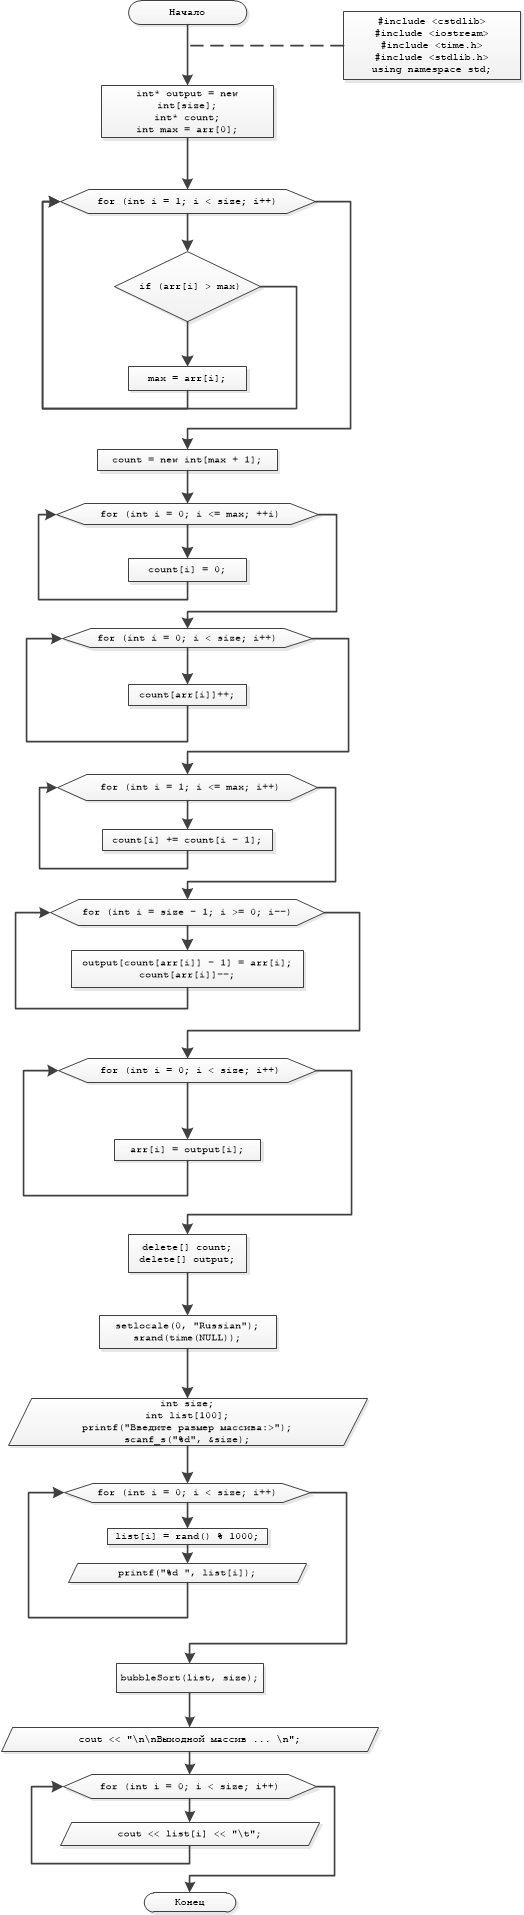 Начало
#include <cstdlib>
#include <iostream>
#include <time.h>
#include <stdlib.h>
using namespace std;
int* output = new
int[size];
int* count;
int max = arr[0];
for (int i = 1; i < size; i++)
if (arr[i] > max)
max = arr[i];
count = new int[max + 1];
for (int i = 0; i <= max; ++i)
count[i] = 0;
for (int i = 0; i < size; i++)
count[arr[i]]++;
for (int i = 1; i <= max; i++)
count[i] += count[i - 1];
for (int i = size - 1; i >= 0; i--)
output[count[arr[i]] - 1] = arr[i];
count[arr[i]]--;
for (int i = 0; i < size; i++)
arr[i] = output[i];
delete[] count;
delete[] output;
setlocale(0, "Russian");
srand(time(NULL));
int size;
int list[100];
printf("Введите размер массива:>");
scanf_s("%d", &size);
for (int i = 0; i < size; i++)
list[i] = rand() % 1000;
printf("%d ", list[i]);
bubbleSort(list, size);
cout << "\n\nВыходной массив ... \n";
for (int i = 0; i < size; i++)
cout << list[i] << "\t";
Конец